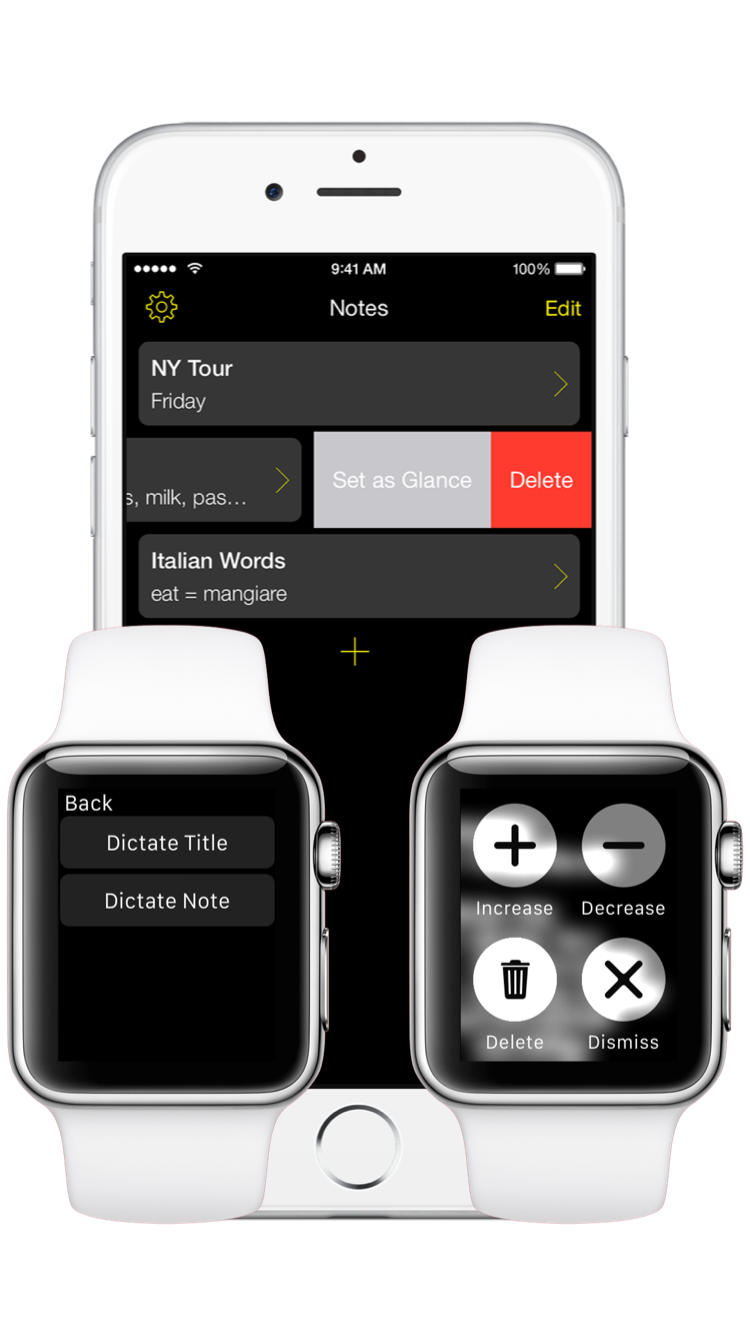 9:41 AM
100%
Notes
Edit
NY Tour
Friday
s, milk, pas...
Set as Glance
Delete
Italian Words
eat = mangiare
Back
Dictate Title
Dictate Note
Increase
Decrease
Delete
Dismiss